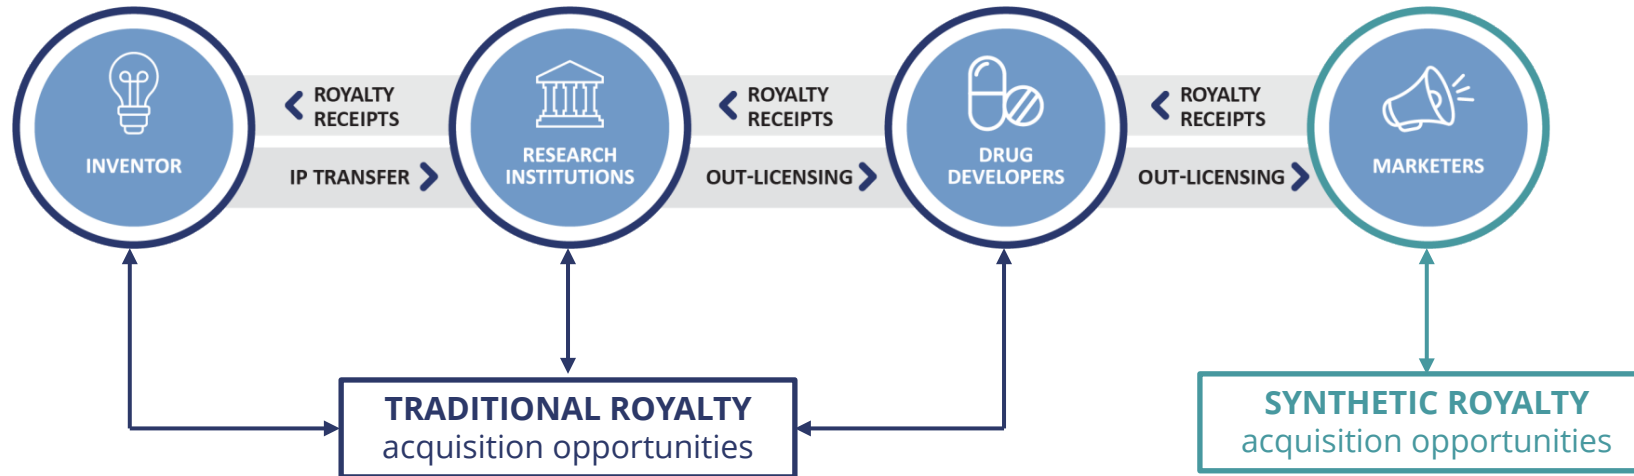 INVENTOR
ROYALTY
RECEIPTS
IP TRANSFER
RESEARCH
INSTITUTIONS
ROYALTY
RECEIPTS
OUT-LICENSING
DRUG
DEVELOPERS
ROYALTY
RECEIPTS
OUT-LICENSING
MARKETERS
TRADITIONAL ROYALTY
acquisition opportunities
SYNTHETIC ROYALTY
acquisition opportunities